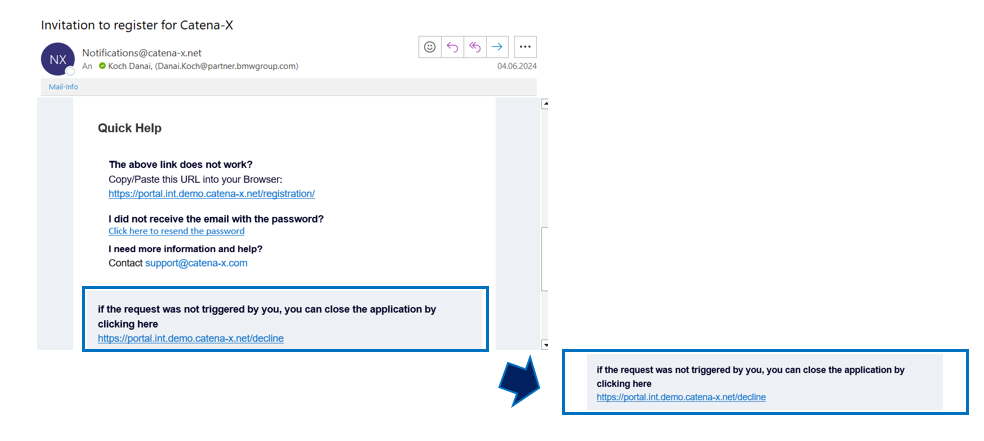 Invitation to register for Catena-X
NX
Notifications@catena-x.net
An Koch Danai, (Danai.Koch@partner.bmwgroup.com)
04.06.2024
Mail-info
Quick Help
The above link does not work?
Copy/Paste this URL into your Browser:
https://portal.int.demo.catena-x.net/registration/
I did not receive the email with the password?
Click here to resend the password
I need more information and help?
Contact support@catena-x.com
if the request was not triggered by you, you can close the application by
clicking here
https://portal.int.demo.catena-x.net/decline
if the request was not triggered by you, you can close the application by
clicking here
https://portal.int.demo.catena-x.net/decline